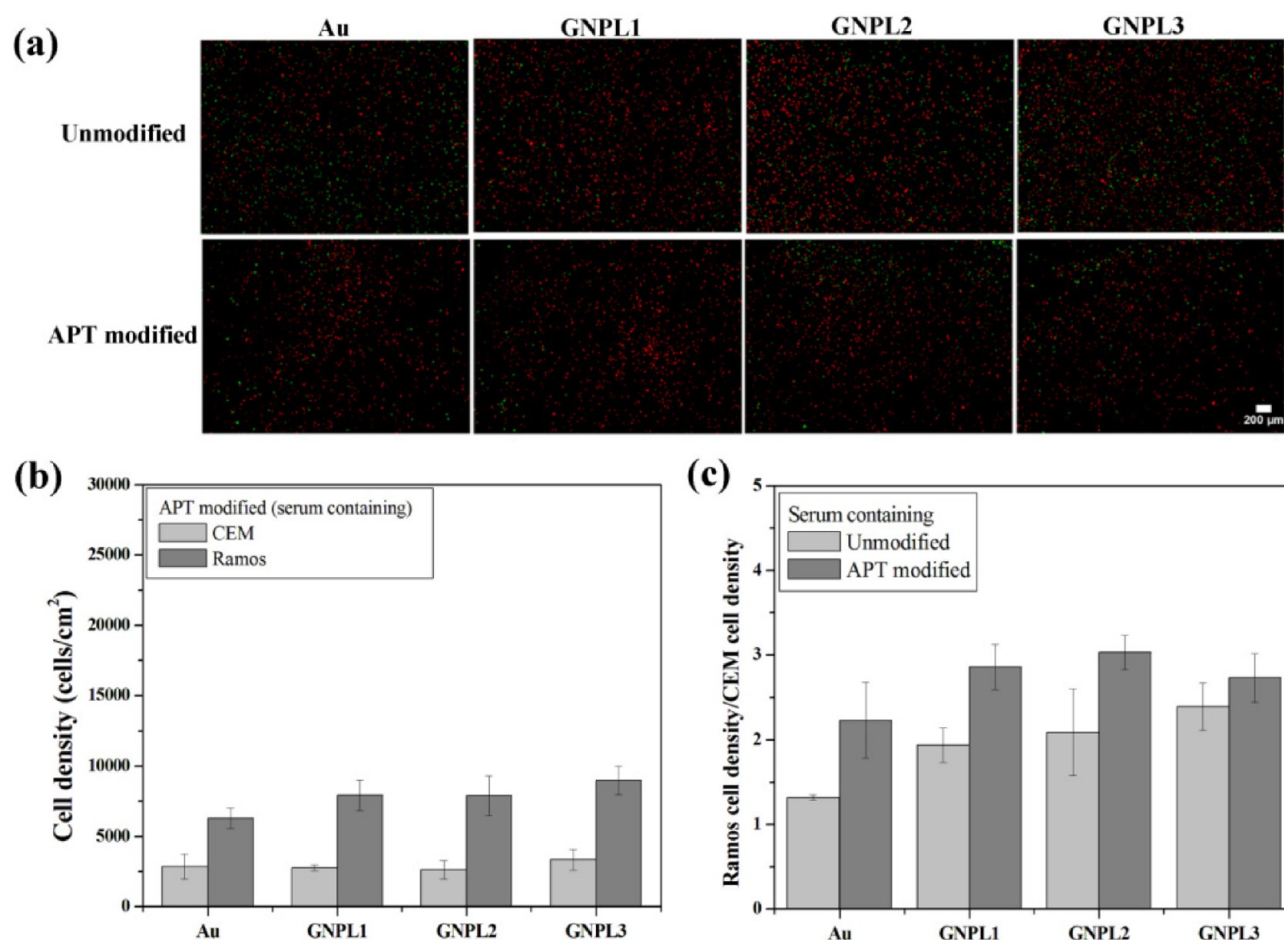 (a)
Au GNPL1 GNPL2 GNPL3
Unmodified
APT modified
200 μm
(b)
30000
25000
20000
15000
10000
5000
0
Cell density (cells/cm²)
APT modified (serum containing)
CEM
Ramos
Au GNPL1 GNPL2 GNPL3
(c)
5
4
3
2
1
0
Ramos cell density/CEM cell density
Serum containing
Unmodified
APT modified
Au GNPL1 GNPL2 GNPL3